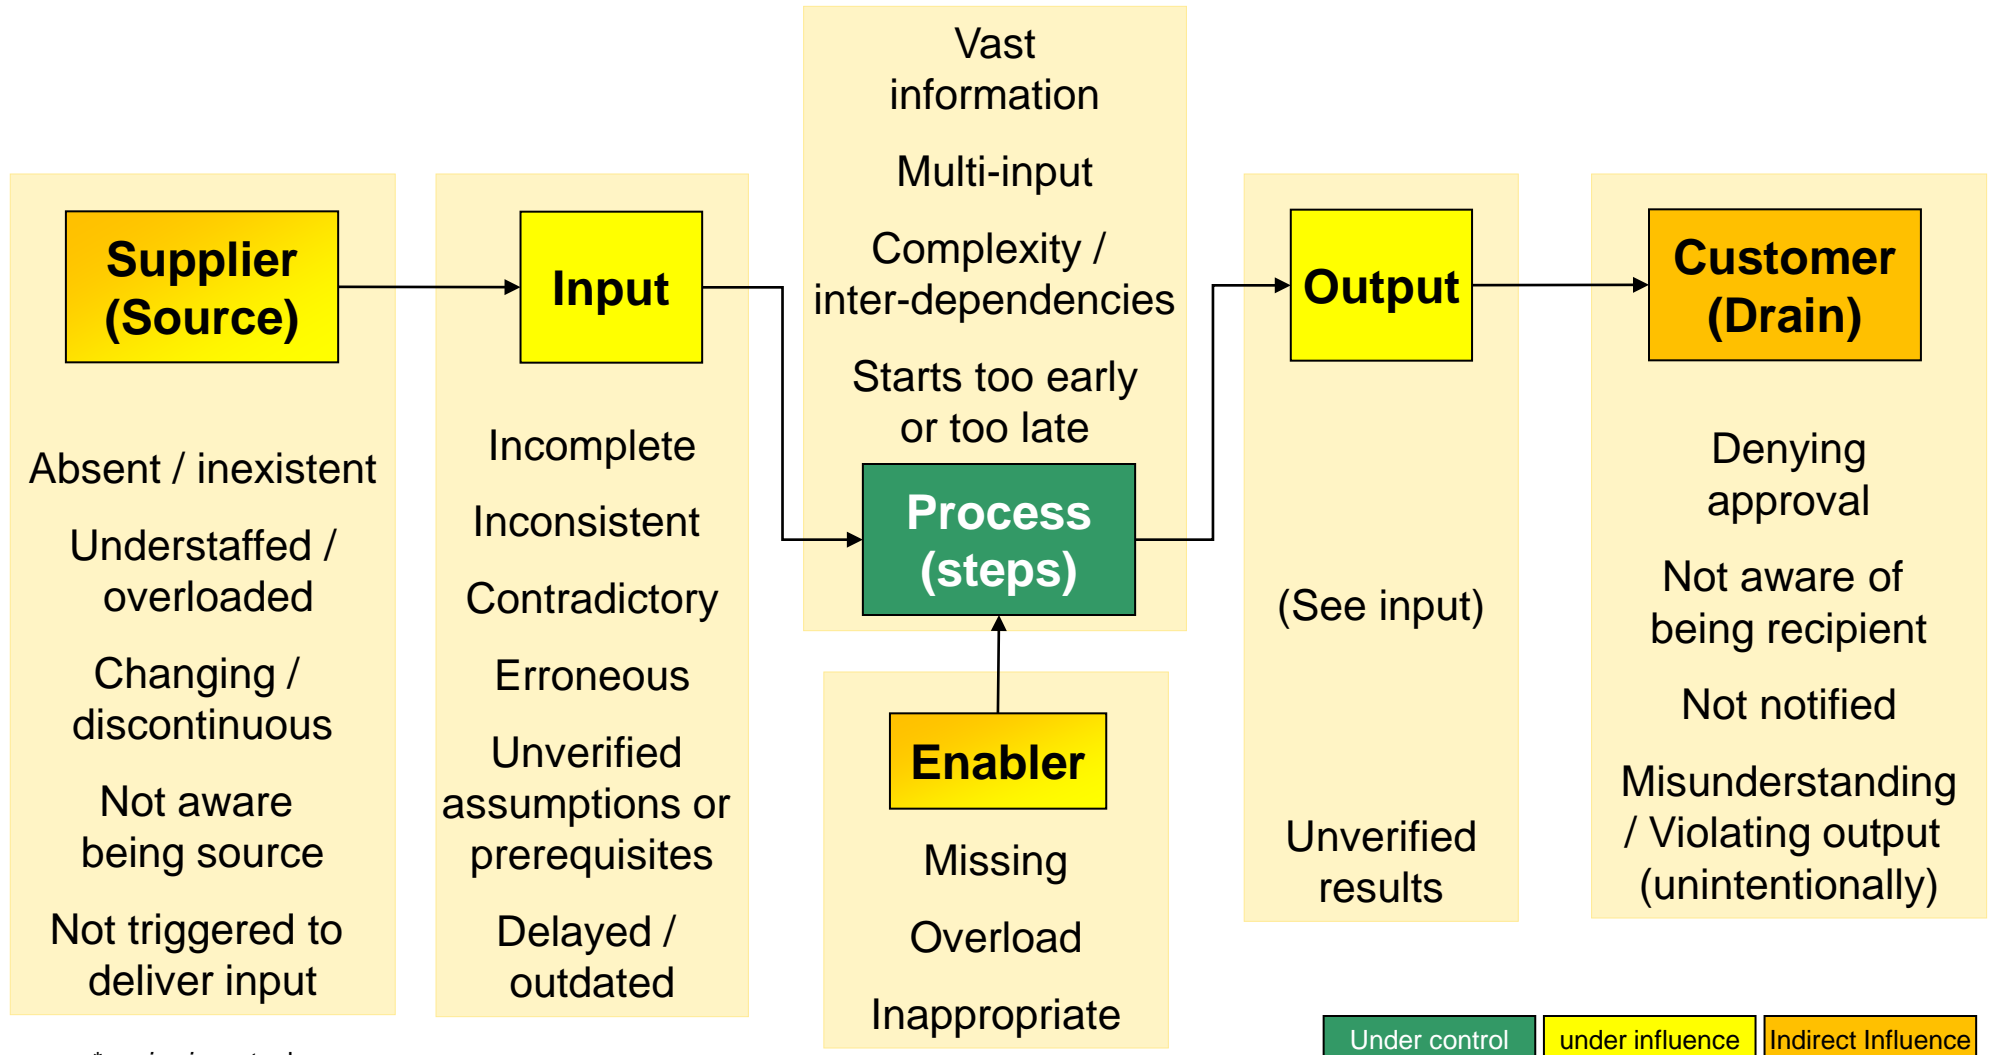 Supplier
(Source)
Absent / inexistent
Understaffed /
overloaded
Changing /
discontinuous
Not aware
being source
Not triggered to
deliver input
Input
Incomplete
Inconsistent
Contradictory
Erroneous
Unverified
assumptions or
prerequisites
Delayed /
outdated
Vast
information
Multi-input
Complexity /
inter-dependencies
Starts too early
or too late
Process
(steps)
Enabler
Missing
Overload
Inappropriate
Output
(See input)
Unverified
results
Customer
(Drain)
Denying
approval
Not aware of
being recipient
Not notified
Misunderstanding
/ Violating output
(unintentionally)
Under control
under influence
Indirect Influence